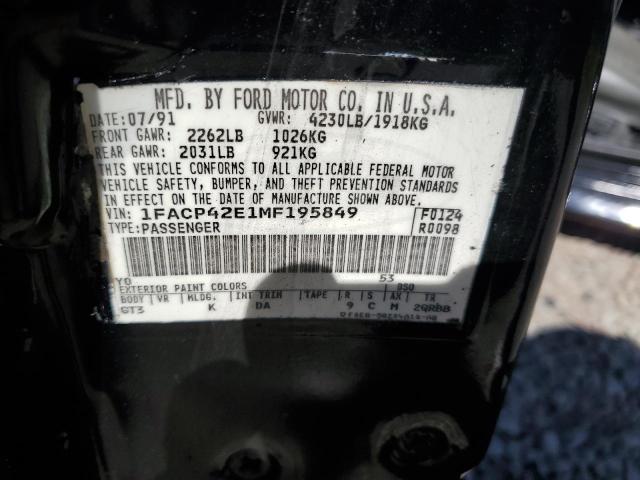 MFD. BY FORD MOTOR CO. IN U.S.A.
DATE: 07/91 GVWR: 4230LB/1918KG
FRONT GAWR: 2262LB 1026KG
REAR GAWR: 2031LB 921KG
THIS VEHICLE CONFORMS TO ALL APPLICABLE FEDERAL MOTOR
VEHICLE SAFETY, BUMPER, AND THEFT PREVENTION STANDARDS
IN EFFECT ON THE DATE OF MANUFACTURE SHOWN ABOVE.
VIN: 1FACP42E1MF195849 F0124
TYPE: PASSENGER R0098
YO 53
EXTERIOR PAINT COLORS DSO
BODY VR MLDG. INT TRIM TAPE R S AX TR
GT3 K DA 9 C M 2QRBB